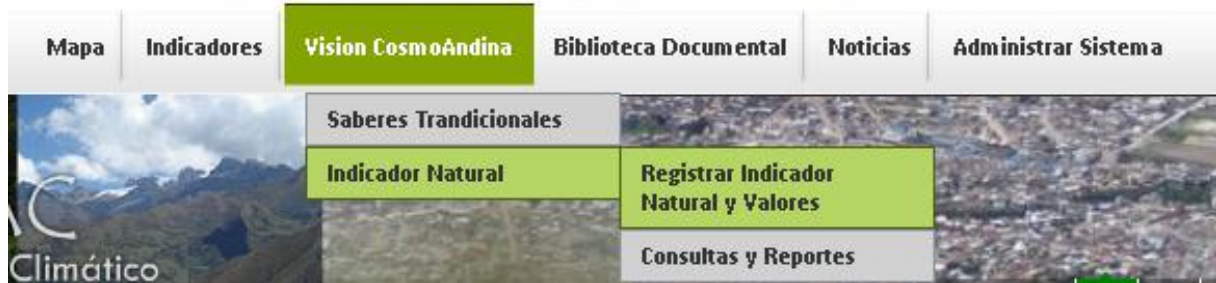 Mapa Indicadores Vision CosmoAndina Biblioteca Documental Noticias Administrar Sistema
Saberes Trandicionales
Indicador Natural
Registrar Indicador
Natural y Valores
Consultas y Reportes
AC
Climático